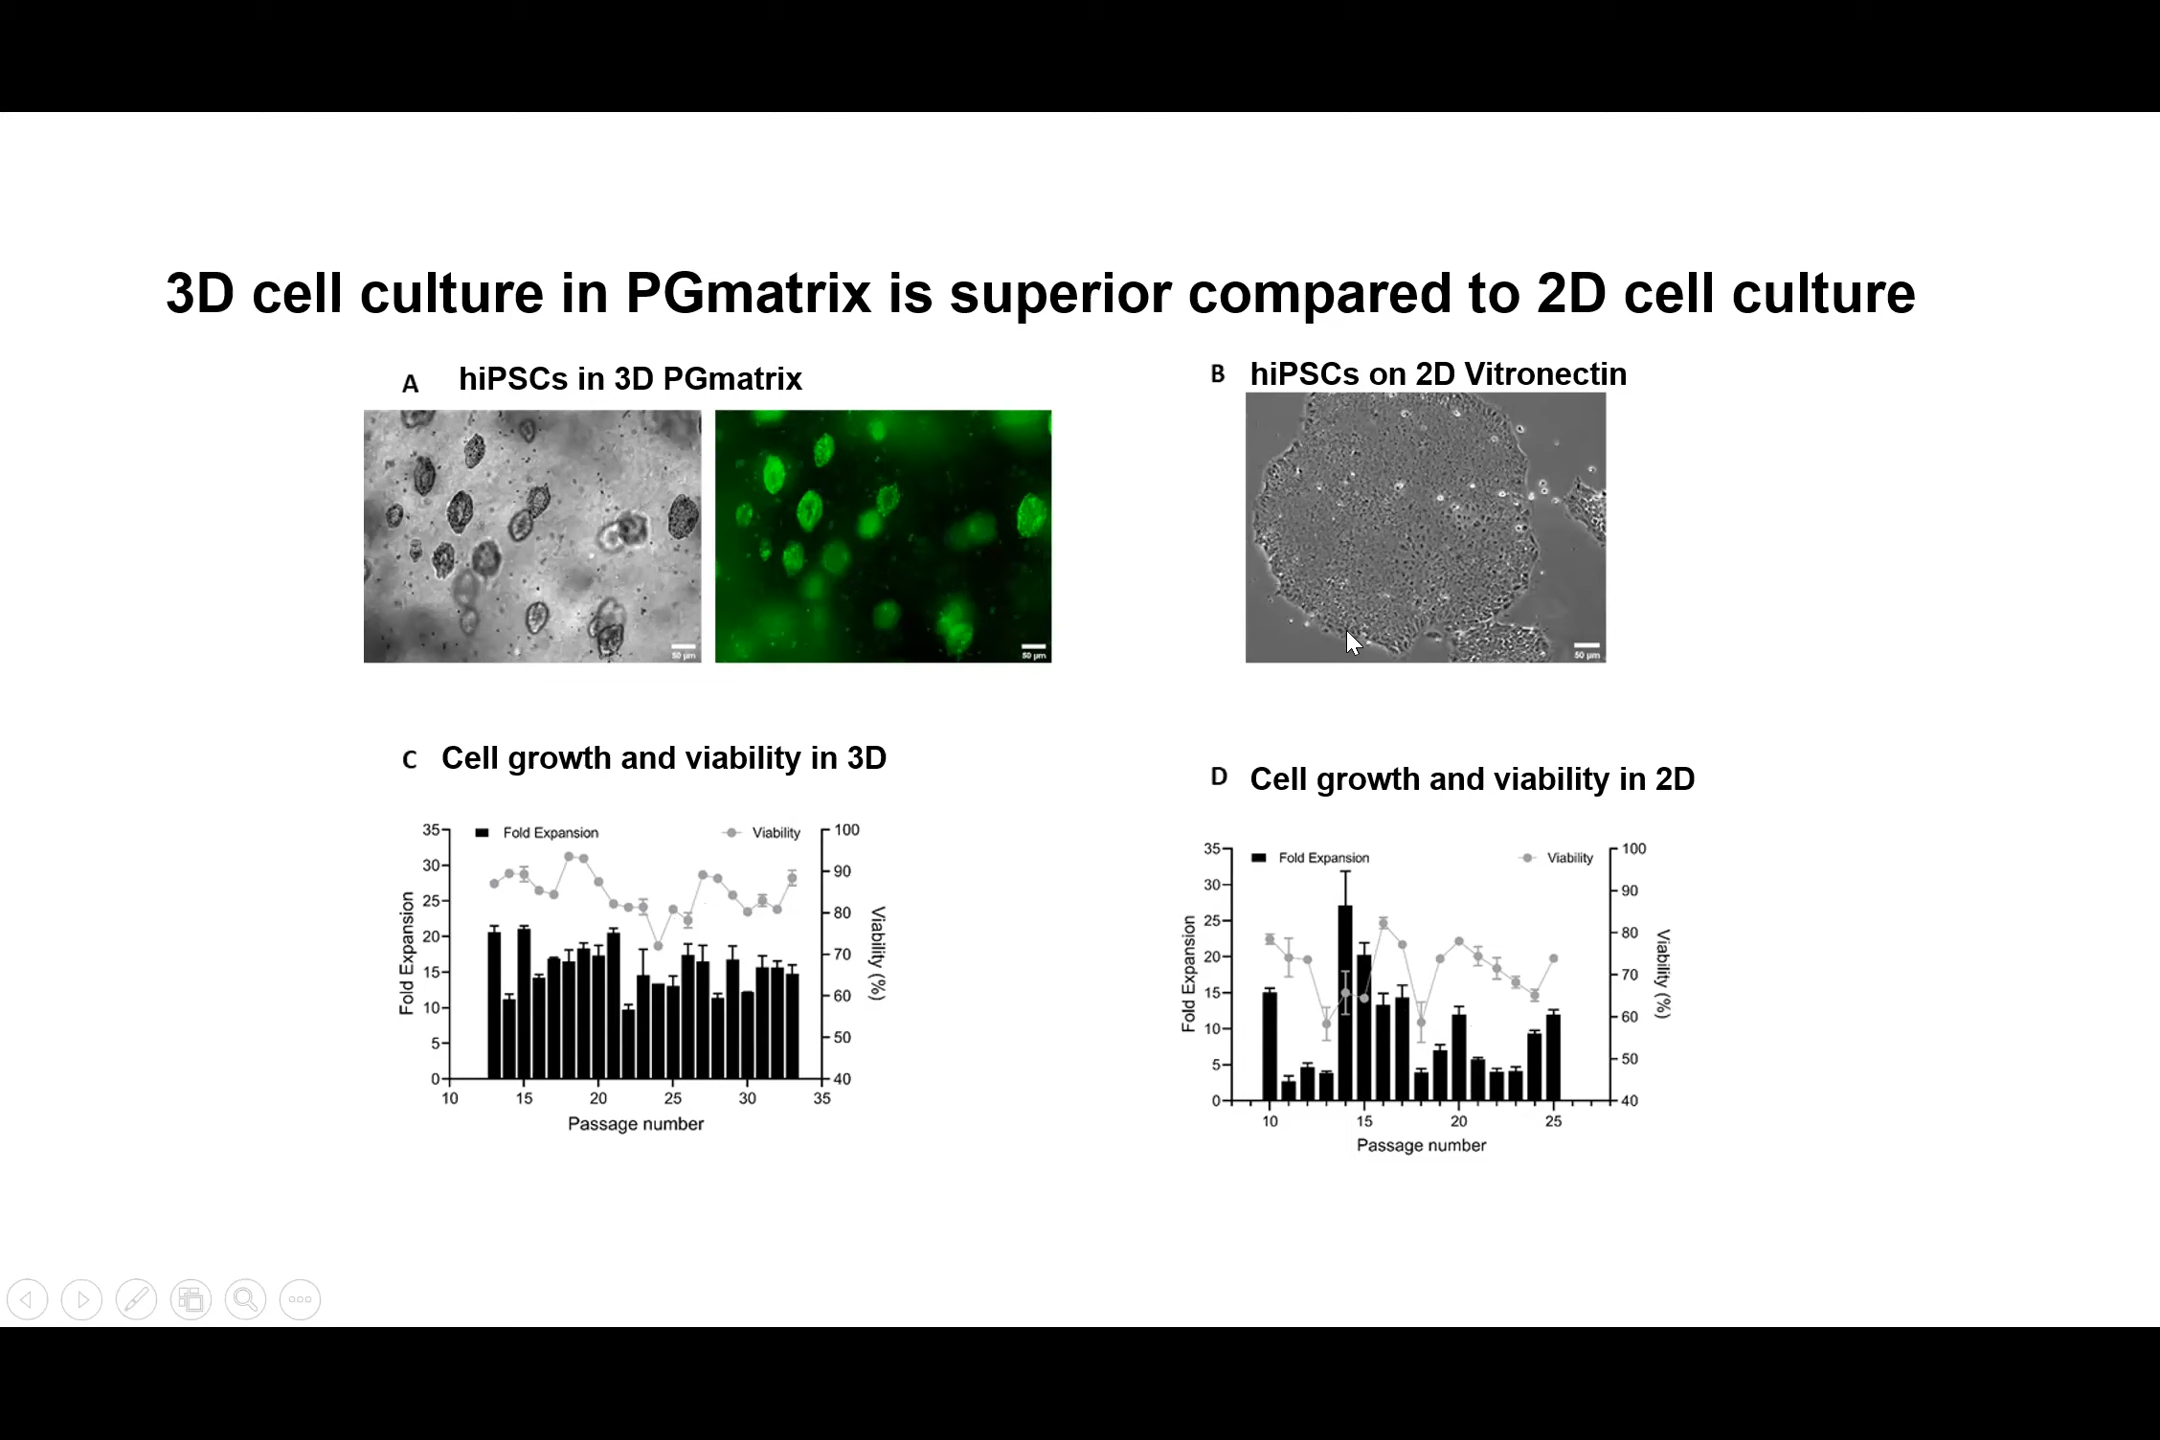 3D cell culture in PGmatrix is superior compared to 2D cell culture
A hiPSCs in 3D PGmatrix
50 μm
50 μm
B hiPSCs on 2D Vitronectin
50 μm
C Cell growth and viability in 3D
Fold Expansion
Viability
35
30
25
20
15
10
5
0
Fold Expansion
100
90
80
70
60
50
40
Viability (%)
10 15 20 25 30 35
Passage number
D Cell growth and viability in 2D
Fold Expansion
Viability
35
30
25
20
15
10
5
0
Fold Expansion
100
90
80
70
60
50
40
Viability (%)
10 15 20 25
Passage number